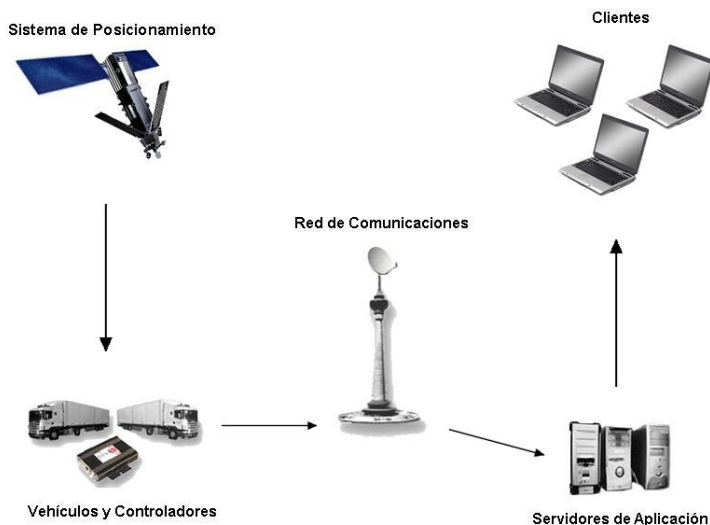 Sistema de Posicionamiento
Clientes
Red de Comunicaciones
Vehículos y Controladores
Servidores de Aplicación